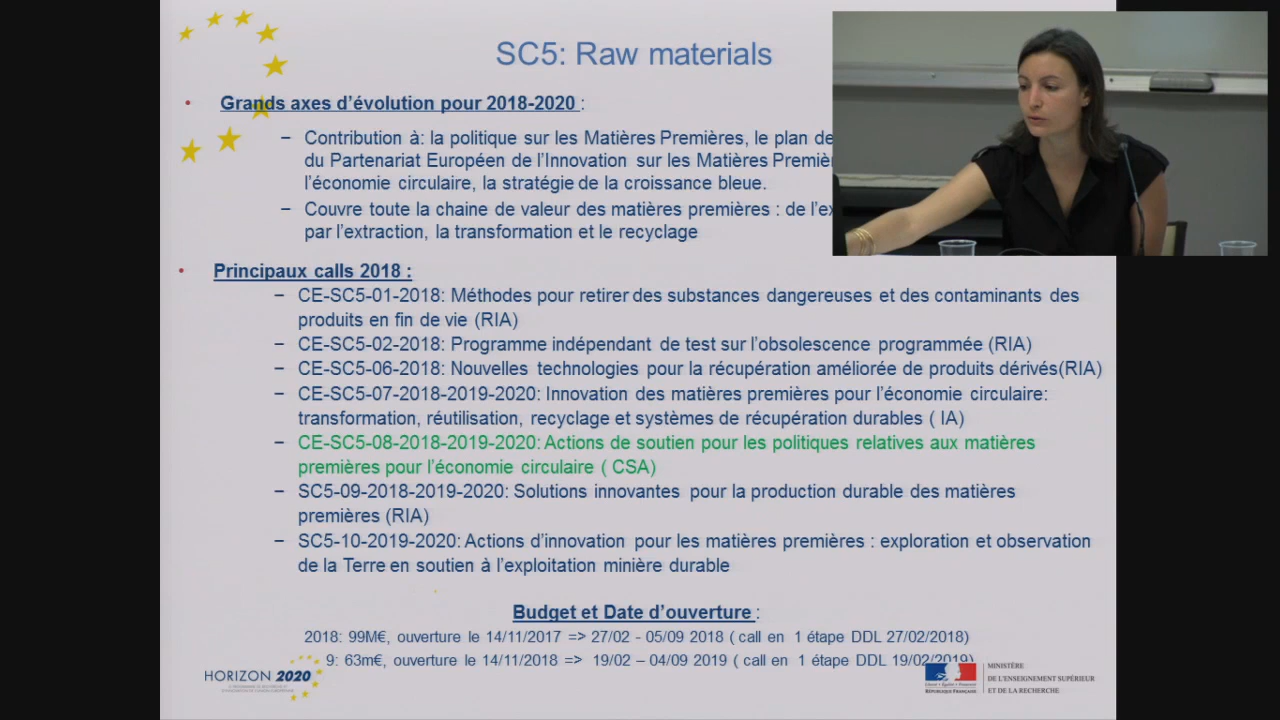 SC5: Raw materials
Grands axes d'évolution pour 2018-2020 :
– Contribution à: la politique sur les Matières Premières, le plan de
du Partenariat Européen de l'Innovation sur les Matières
l'économie circulaire, la stratégie de la croissance bleue.
– Couvre toute la chaine de valeur des matières premières : de
par l'extraction, la transformation et le recyclage
Principaux calls 2018 :
– CE-SC5-01-2018: Méthodes pour retirer des substances dangereuses et des contaminants des
produits en fin de vie (RIA)
– CE-SC5-02-2018: Programme indépendant de test sur l'obsolescence programmée (RIA)
– CE-SC5-06-2018: Nouvelles technologies pour la récupération améliorée de produits dérivés(RIA)
– CE-SC5-07-2018-2019-2020: Innovation des matières premières pour l'économie circulaire:
transformation, réutilisation, recyclage et systèmes de récupération durables ( IA)
– CE-SC5-08-2018-2019-2020: Actions de soutien pour les politiques relatives aux matières
premières pour l'économie circulaire ( CSA)
– SC5-09-2018-2019-2020: Solutions innovantes pour la production durable des matières
premières (RIA)
– SC5-10-2019-2020: Actions d'innovation pour les matières premières : exploration et observation
de la Terre en soutien à l'exploitation minière durable
Budget et Date d'ouverture :
2018: 99M€, ouverture le 14/11/2017 => 27/02 - 05/09 2018 ( call en 1 étape DDL 27/02/2018)
9: 63m€, ouverture le 14/11/2018 => 19/02 – 04/09 2019 ( call en 1 étape DDL 19/02/2019)
HORIZON 2020
RÉPUBLIQUE FRANÇAISE
MINISTÈRE
DE L'ENSEIGNEMENT SUPÉRIEUR
ET DE LA RECHERCHE